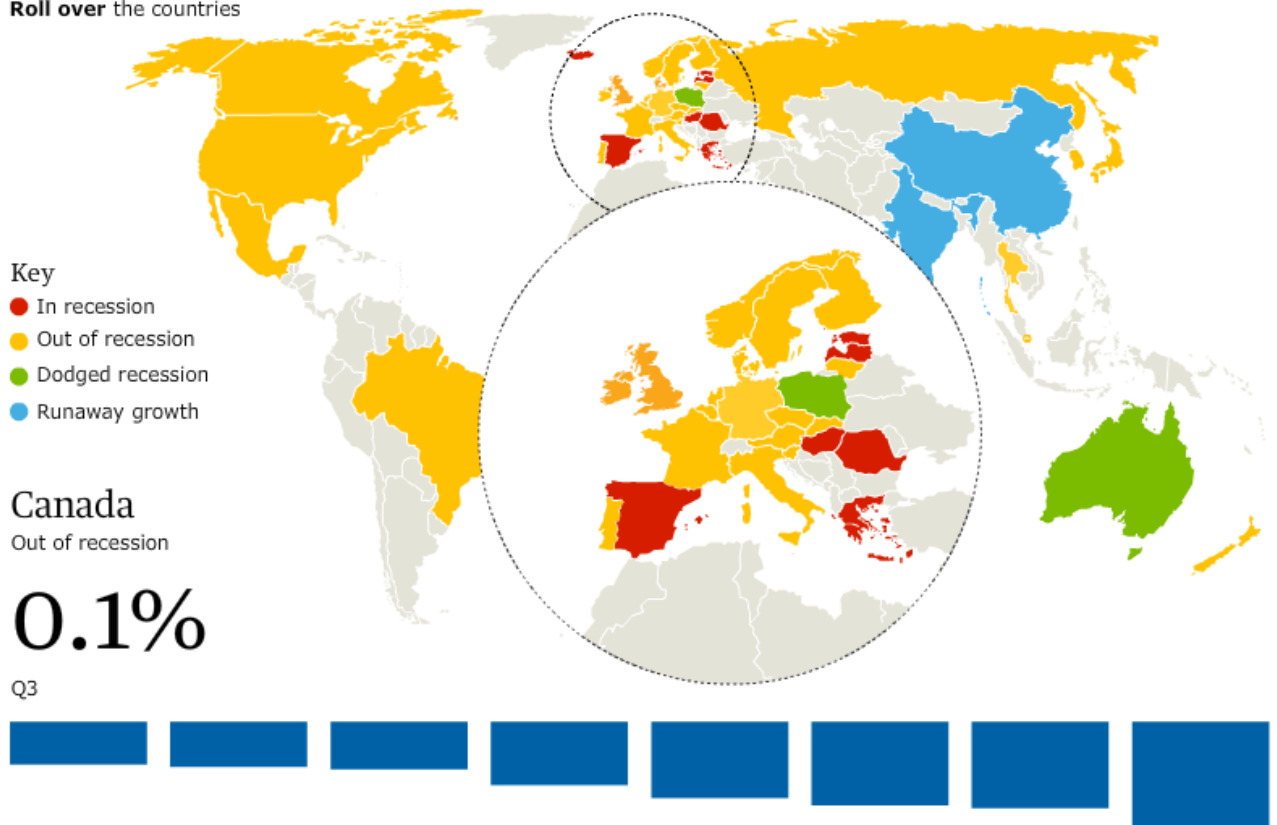 Roll over the countries
Key
In recession
Out of recession
Dodged recession
Runaway growth
Canada
Out of recession
0.1%
Q3